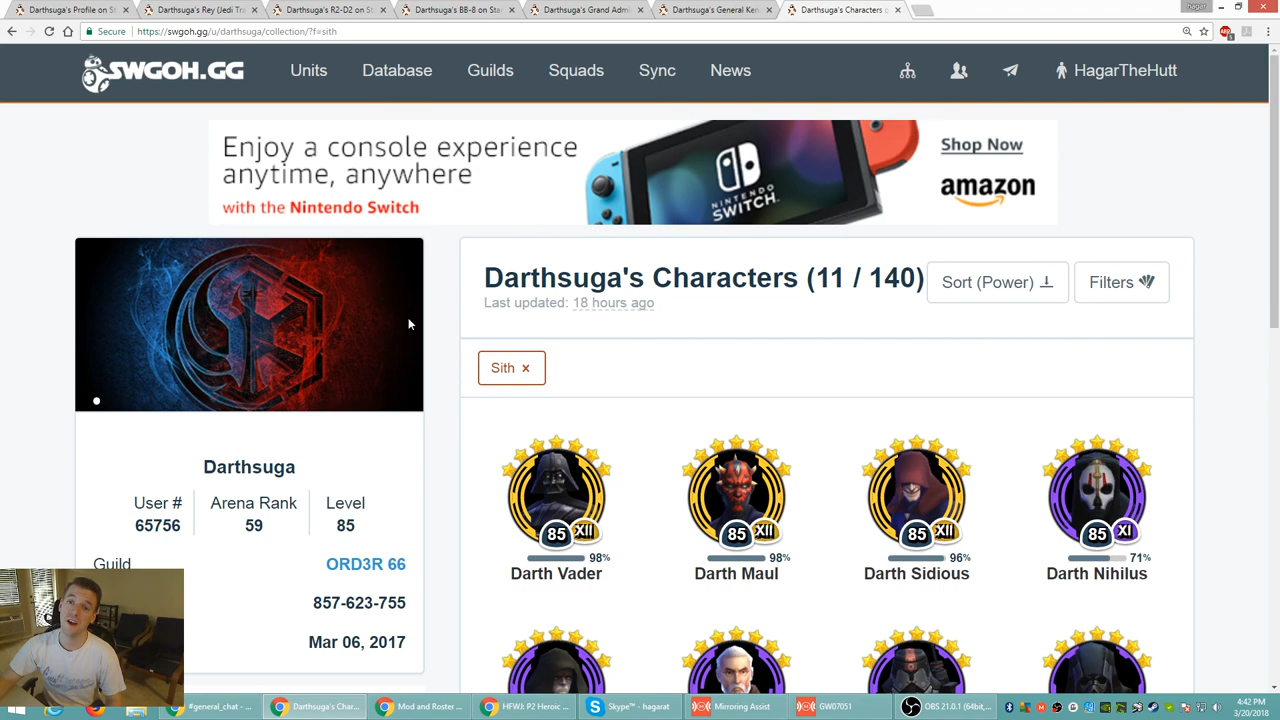 Darthsuga's Profile on St
Darthsuga's Rey (Jedi Tra
Darthsuga's R2-D2 on St
Darthsuga's BB-8 on Sta
Darthsuga's Grand Adm
Darthsuga's General Ken
Darthsuga's Characters o
hagar
Secure
https://swgoh.gg/u/darthsuga/collection/?f=sith
SWGOH.GG
Units
Database
Guilds
Squads
Sync
News
HagarTheHutt
Enjoy a console experience
anytime, anywhere
with the Nintendo Switch
NINTENDO
SWITCH
Shop Now
amazon
Darthsuga's Characters (11 / 140)
Last updated: 18 hours ago
Sort (Power)
Filters
Sith ×
Darthsuga
User # Arena Rank Level
65756 59 85
Guild ORD3R 66
857-623-755
Mar 06, 2017
85 XII
98%
Darth Vader
85 XII
98%
Darth Maul
85 XII
96%
Darth Sidious
85 XI
71%
Darth Nihilus
#general_chat - ...
Darthsuga's Char...
Mod and Roster ...
HFWJ: P2 Heroic ...
Skype™ - hagarat
Mirroring Assist
GW07051
OBS 21.0.1 (64bit,...
4:42 PM
3/20/2018